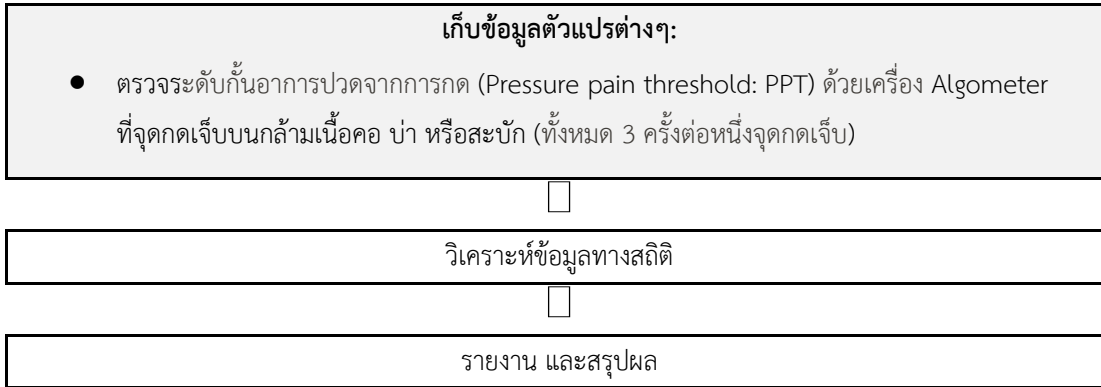 เก็บข้อมูลตัวแปรต่างๆ:
● ตรวจระดับกั้นอาการปวดจากการกด (Pressure pain threshold: PPT) ด้วยเครื่อง Algometer
ที่จุดกดเจ็บบนกล้ามเนื้อคอ บ่า หรือสะบัก (ทั้งหมด 3 ครั้งต่อหนึ่งจุดกดเจ็บ)
วิเคราะห์ข้อมูลทางสถิติ
รายงาน และสรุปผล